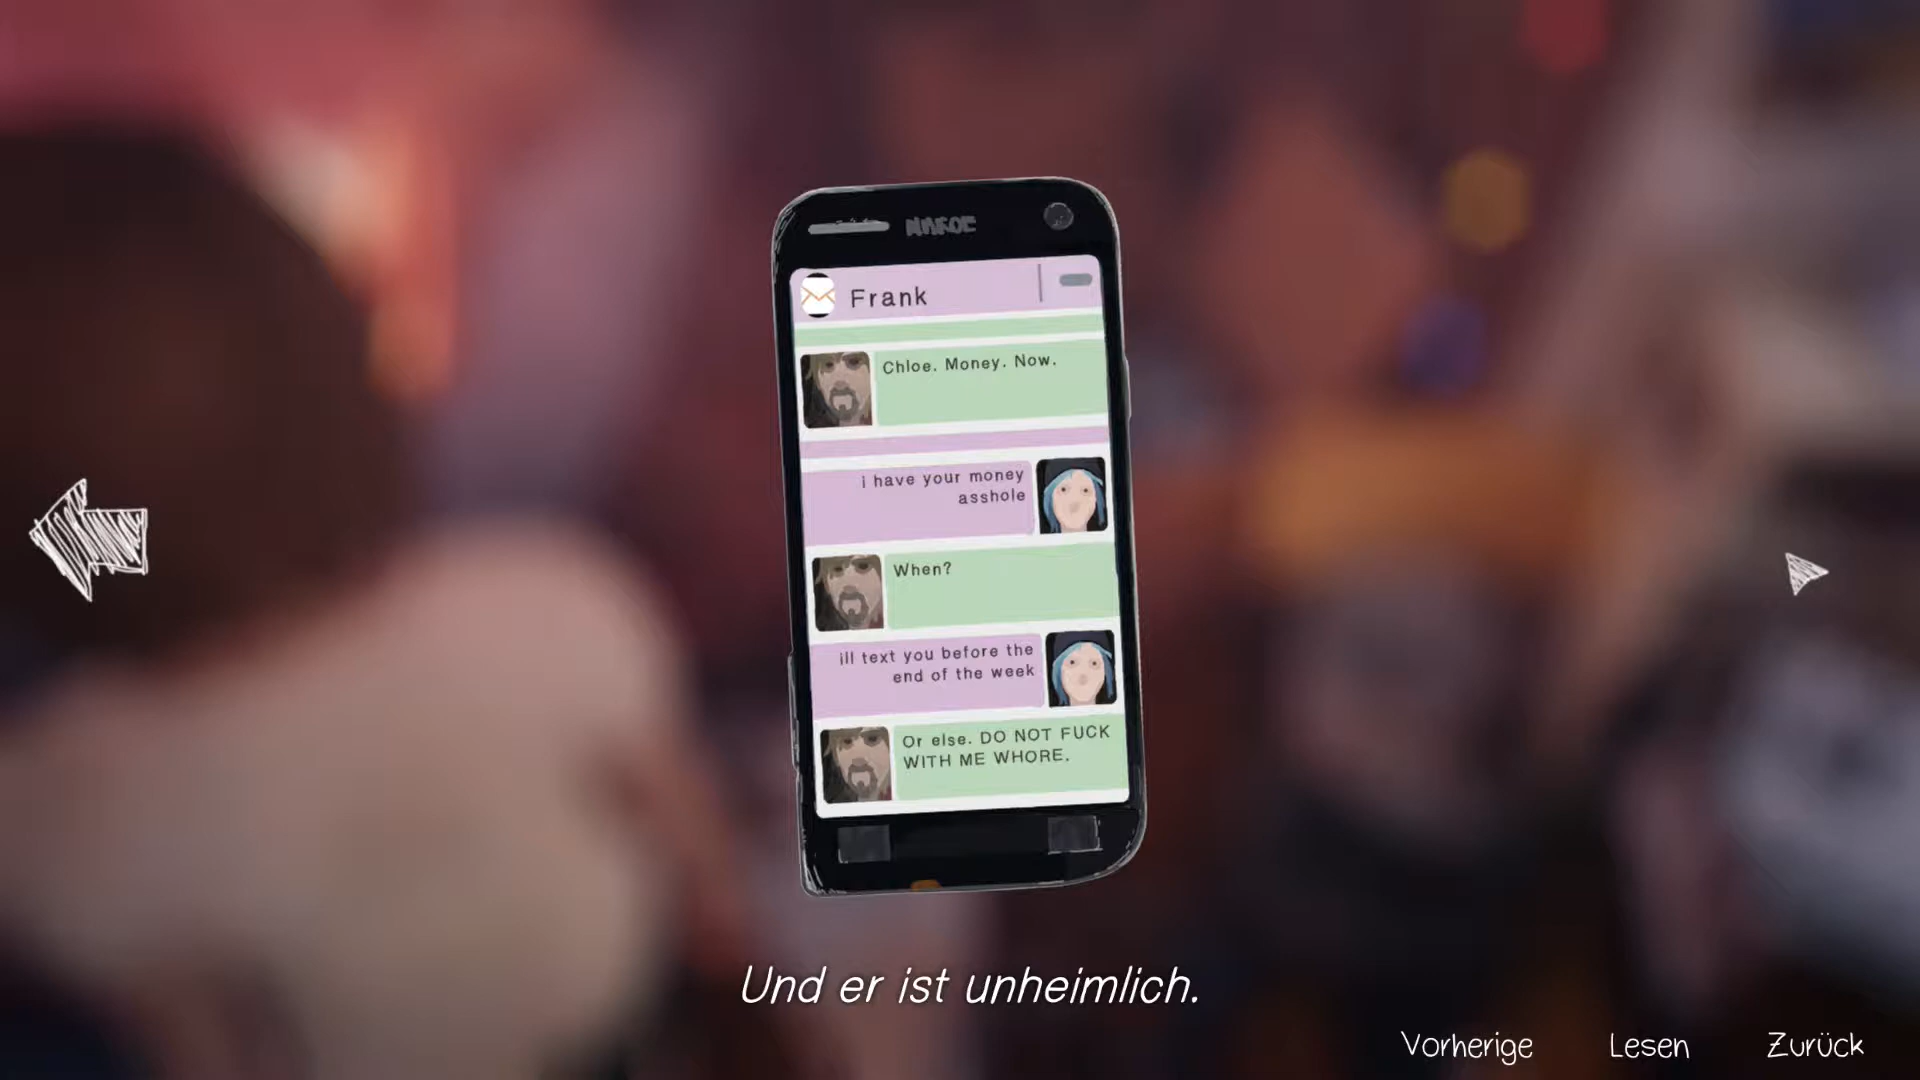 Frank
Chloe. Money. Now.
i have your money
asshole
When?
ill text you before the
end of the week
Or else. DO NOT FUCK
WITH ME WHORE.
Und er ist unheimlich.
Vorherige
Lesen
Zurück